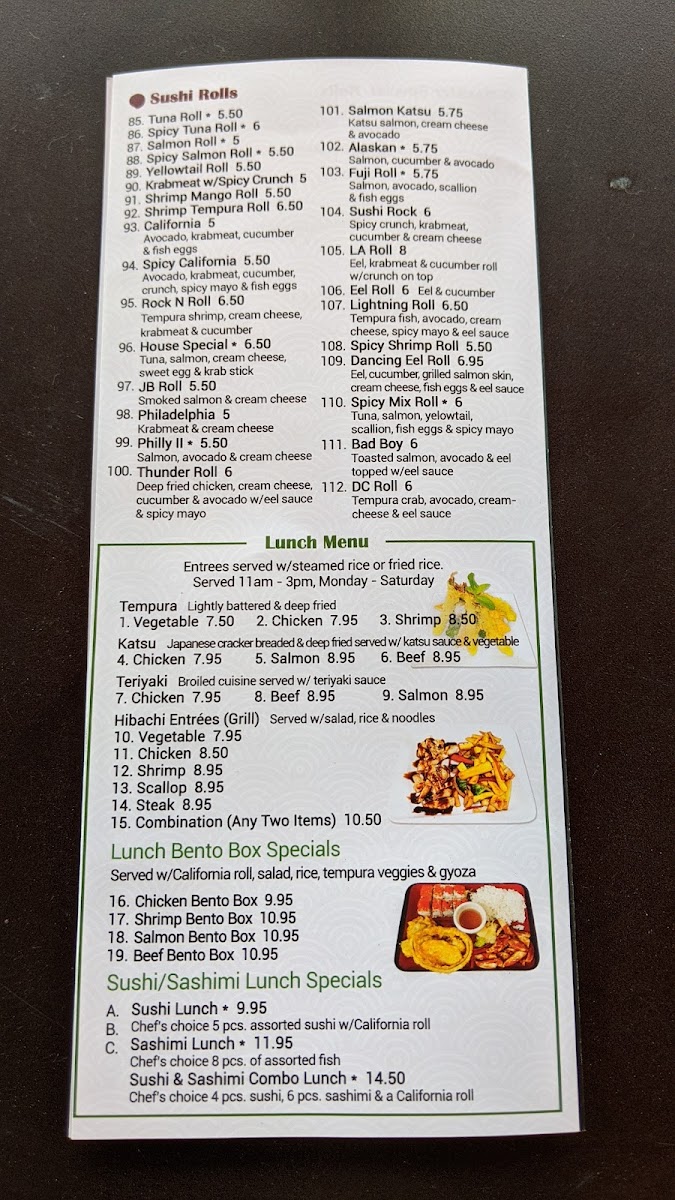 Sushi Rolls
85. Tuna Roll * 5.50
86. Spicy Tuna Roll * 6
87. Salmon Roll * 5
88. Spicy Salmon Roll * 5.50
89. Yellowtail Roll 5.50
90. Krabmeat w/Spicy Crunch 5
91. Shrimp Mango Roll 5.50
92. Shrimp Tempura Roll 6.50
93. California 5
Avocado, krabmeat, cucumber
& fish eggs
94. Spicy California 5.50
Avocado, krabmeat, cucumber,
crunch, spicy mayo & fish eggs
95. Rock N Roll 6.50
Tempura shrimp, cream cheese,
krabmeat & cucumber
96. House Special * 6.50
Tuna, salmon, cream cheese,
sweet egg & krab stick
97. JB Roll 5.50
Smoked salmon & cream cheese
98. Philadelphia 5
Krabmeat & cream cheese
99. Philly II * 5.50
Salmon, avocado & cream cheese
100. Thunder Roll 6
Deep fried chicken, cream cheese,
cucumber & avocado w/eel sauce
& spicy mayo
101. Salmon Katsu 5.75
Katsu salmon, cream cheese
& avocado
102. Alaskan * 5.75
Salmon, cucumber & avocado
103. Fuji Roll * 5.75
Salmon, avocado, scallion
& fish eggs
104. Sushi Rock 6
Spicy crunch, krabmeat,
cucumber & cream cheese
105. LA Roll 8
Eel, krabmeat & cucumber roll
w/crunch on top
106. Eel Roll 6 Eel & cucumber
107. Lightning Roll 6.50
Tempura fish, avocado, cream
cheese, spicy mayo & eel sauce
108. Spicy Shrimp Roll 5.50
109. Dancing Eel Roll 6.95
Eel, cucumber, grilled salmon skin,
cream cheese, fish eggs & eel sauce
110. Spicy Mix Roll * 6
Tuna, salmon, yelowtail,
scallion, fish eggs & spicy mayo
111. Bad Boy 6
Toasted salmon, avocado & eel
topped w/eel sauce
112. DC Roll 6
Tempura crab, avocado, cream-
cheese & eel sauce
Lunch Menu
Entrees served w/steamed rice or fried rice.
Served 11am - 3pm, Monday - Saturday
Tempura Lightly battered & deep fried
1. Vegetable 7.50 2. Chicken 7.95 3. Shrimp 8.50
Katsu Japanese cracker breaded & deep fried served w/ katsu sauce & vegetable
4. Chicken 7.95 5. Salmon 8.95 6. Beef 8.95
Teriyaki Broiled cuisine served w/ teriyaki sauce
7. Chicken 7.95 8. Beef 8.95 9. Salmon 8.95
Hibachi Entrées (Grill) Served w/salad, rice & noodles
10. Vegetable 7.95
11. Chicken 8.50
12. Shrimp 8.95
13. Scallop 8.95
14. Steak 8.95
15. Combination (Any Two Items) 10.50
Lunch Bento Box Specials
Served w/California roll, salad, rice, tempura veggies & gyoza
16. Chicken Bento Box 9.95
17. Shrimp Bento Box 10.95
18. Salmon Bento Box 10.95
19. Beef Bento Box 10.95
Sushi/Sashimi Lunch Specials
A. Sushi Lunch * 9.95
B. Chef's choice 5 pcs. assorted sushi w/California roll
C. Sashimi Lunch * 11.95
Chef's choice 8 pcs. of assorted fish
Sushi & Sashimi Combo Lunch * 14.50
Chef's choice 4 pcs. sushi, 6 pcs. sashimi & a California roll